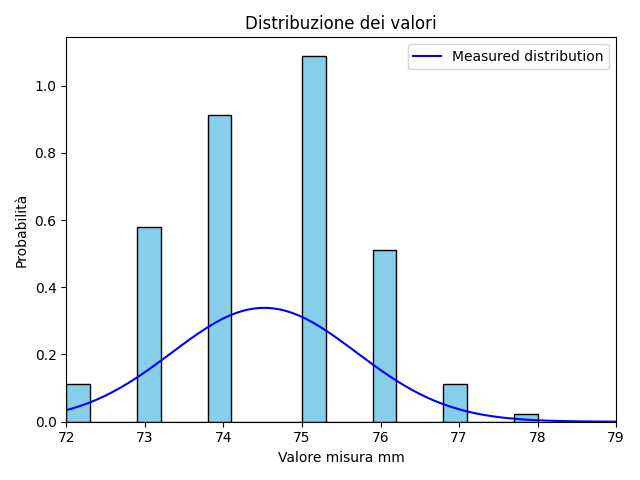 Distribuzione dei valori
Measured distribution
Probabilità
1.0
0.8
0.6
0.4
0.2
0.0
72 73 74 75 76 77 78 79
Valore misura mm